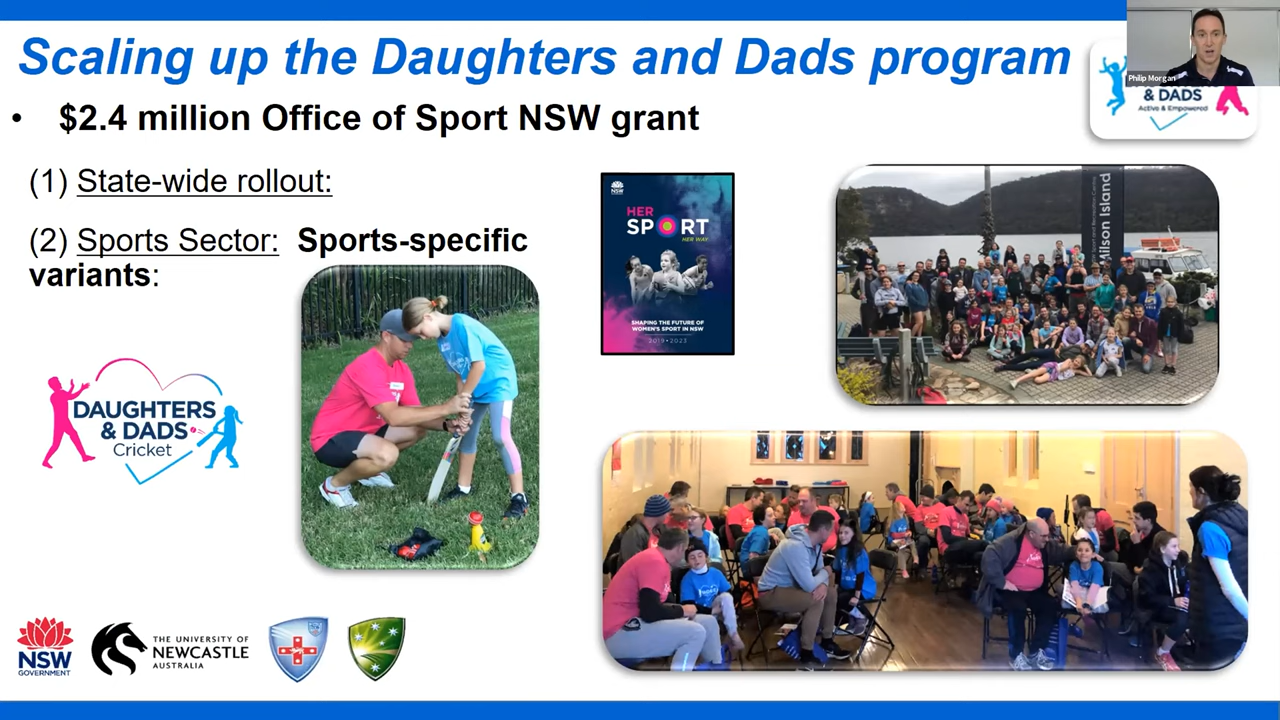 Scaling up the Daughters and Dads program
Philip Morgan
& DADS
Active & Empowered
• $2.4 million Office of Sport NSW grant
(1) State-wide rollout:
(2) Sports Sector: Sports-specific
variants:
NSW
HER
SPORT
HER WAY
SHAPING THE FUTURE OF
WOMEN'S SPORT IN NSW
2019•2023
Milson Island
DAUGHTERS
& DADS
Cricket
NSW
GOVERNMENT
THE UNIVERSITY OF
NEWCASTLE
AUSTRALIA